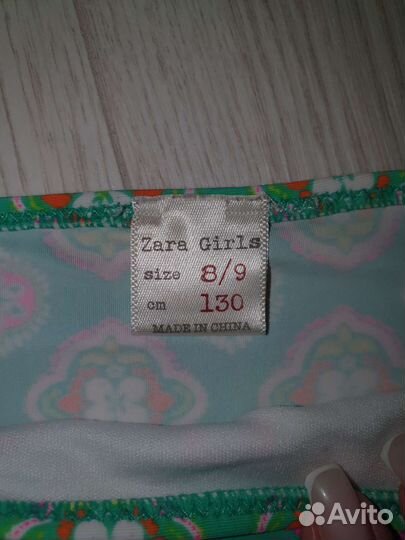 Zara Girls
size 8/9
cm 130
MADE IN CHINA
Avito